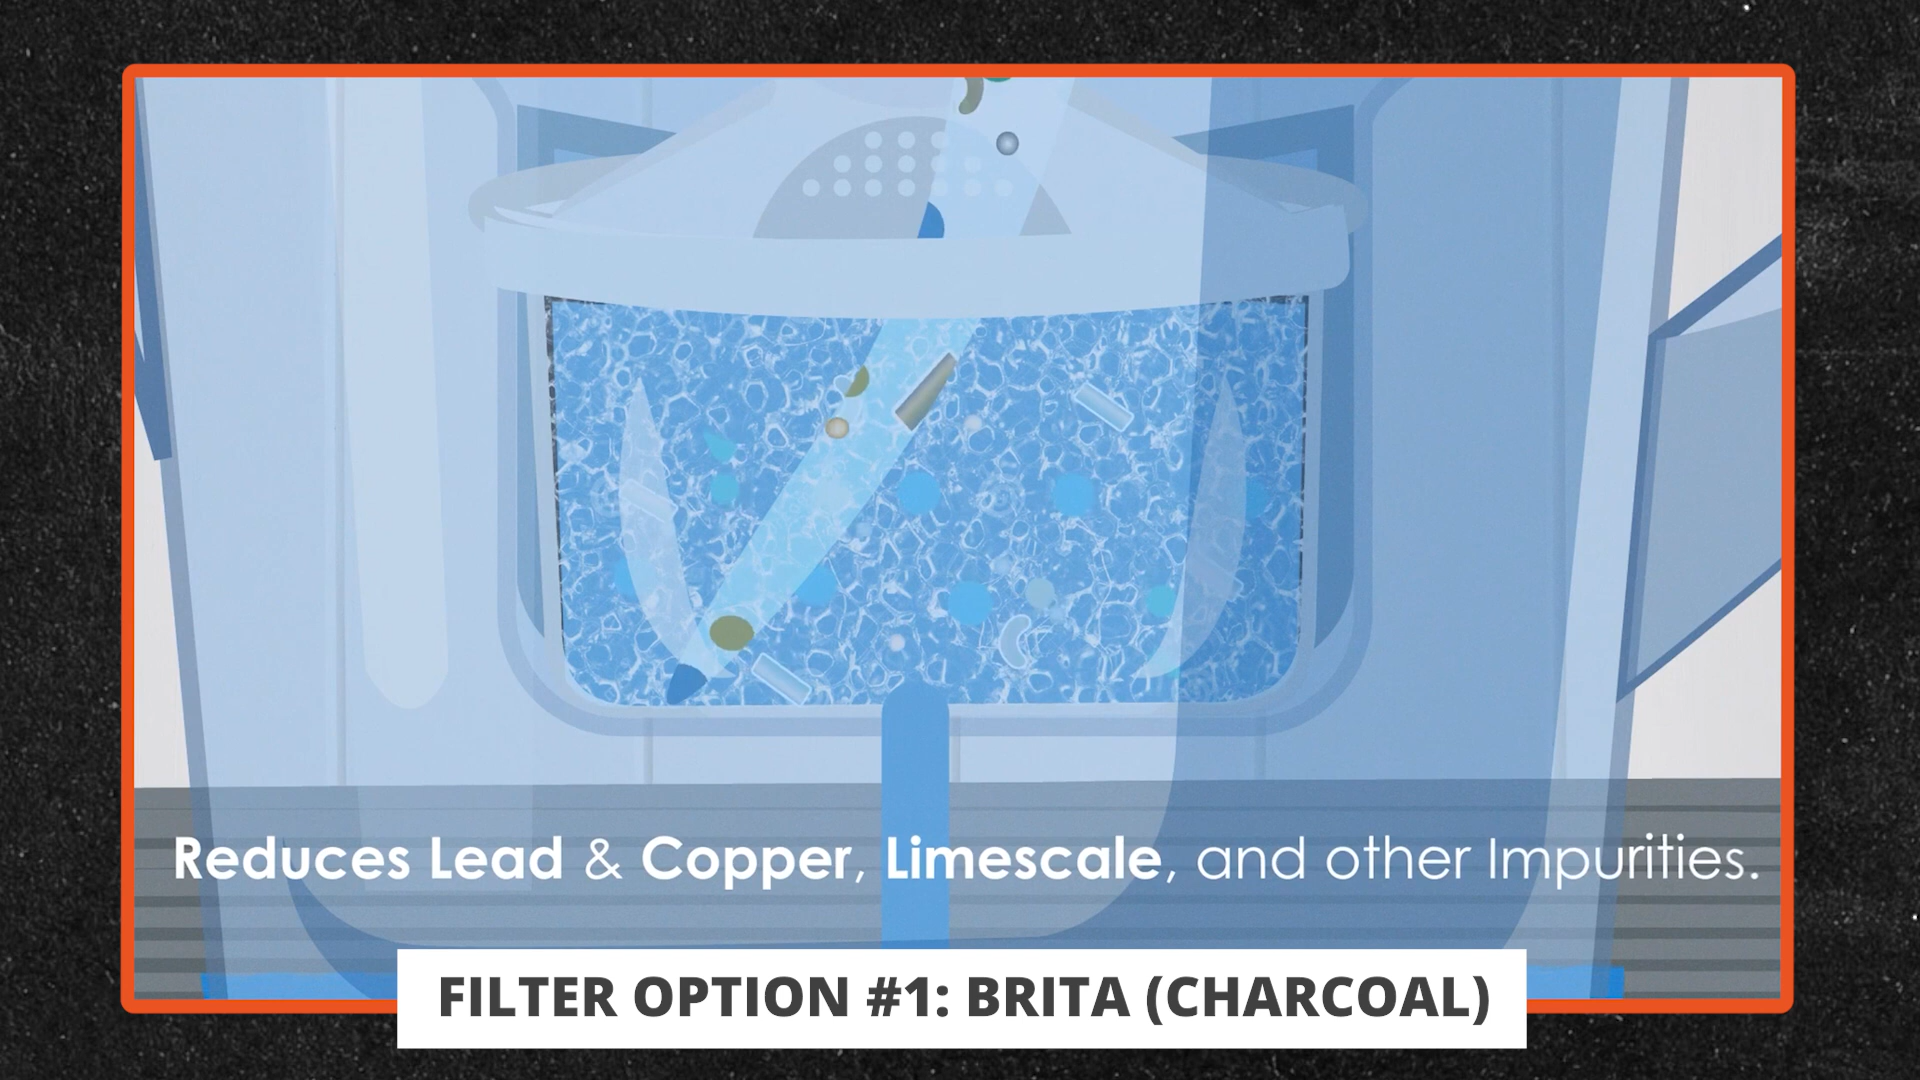 Reduces Lead & Copper, Limescale, and other Impurities.
FILTER OPTION #1: BRITA (CHARCOAL)